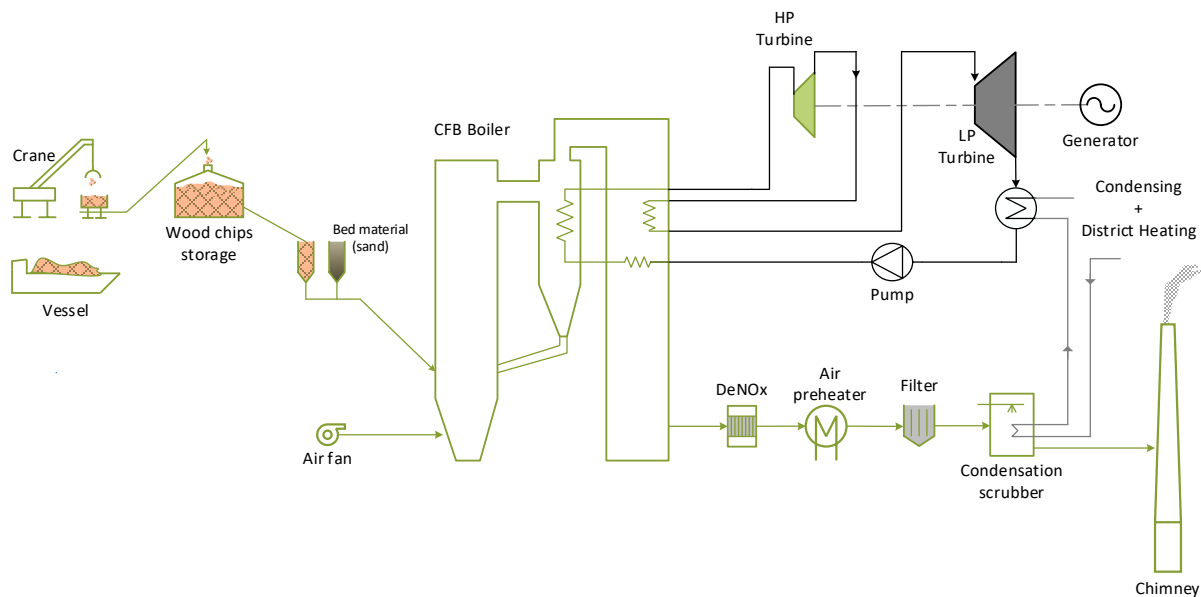 HP
Turbine
CFB Boiler
Crane
LP
Turbine
Generator
Wood chips
storage
Bed material
(sand)
Condensing
+
District Heating
Vessel
Pump
DeNOx
Air
preheater
Filter
Air fan
Condensation
scrubber
Chimney